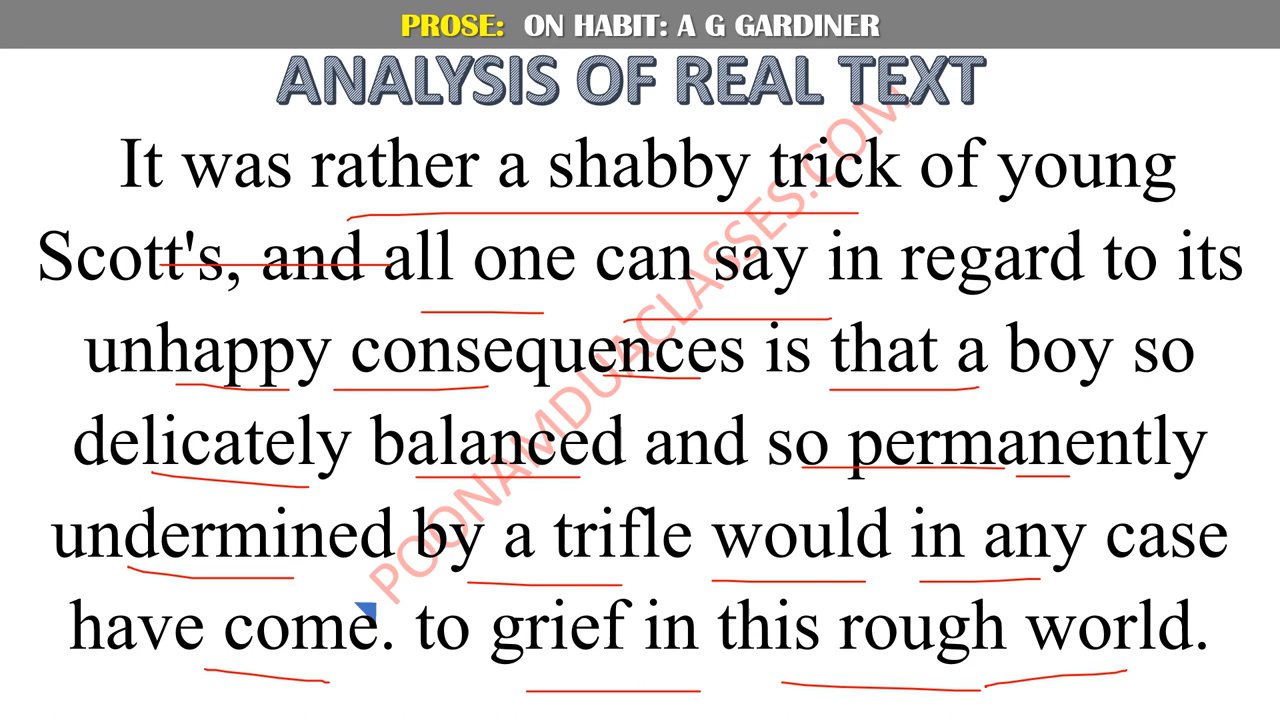 PROSE: ON HABIT: A G GARDINER
ANALYSIS OF REAL TEXT
It was rather a shabby trick of young
Scott's, and all one can say in regard to its
unhappy consequences is that a boy so
delicately balanced and so permanently
undermined by a trifle would in any case
have come. to grief in this rough world.
POONAMDUACLASSES.COM